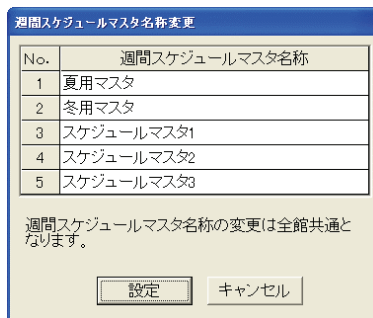 週間スケジュールマスタ名称変更
No. 週間スケジュールマスタ名称
1 夏用マスタ
2 冬用マスタ
3 スケジュールマスタ1
4 スケジュールマスタ2
5 スケジュールマスタ3
週間スケジュールマスタ名称の変更は全館共通と
なります。
設定 キャンセル